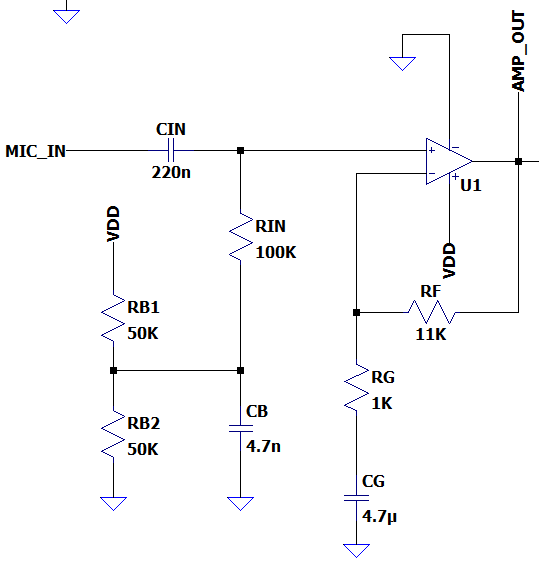 AMP_OUT
CIN
MIC_IN
220n
+
−
−
+
U1
VDD
RIN
100K
VDD
RB1
50K
RF
11K
RG
1K
CB
4.7n
RB2
50K
CG
4.7µ